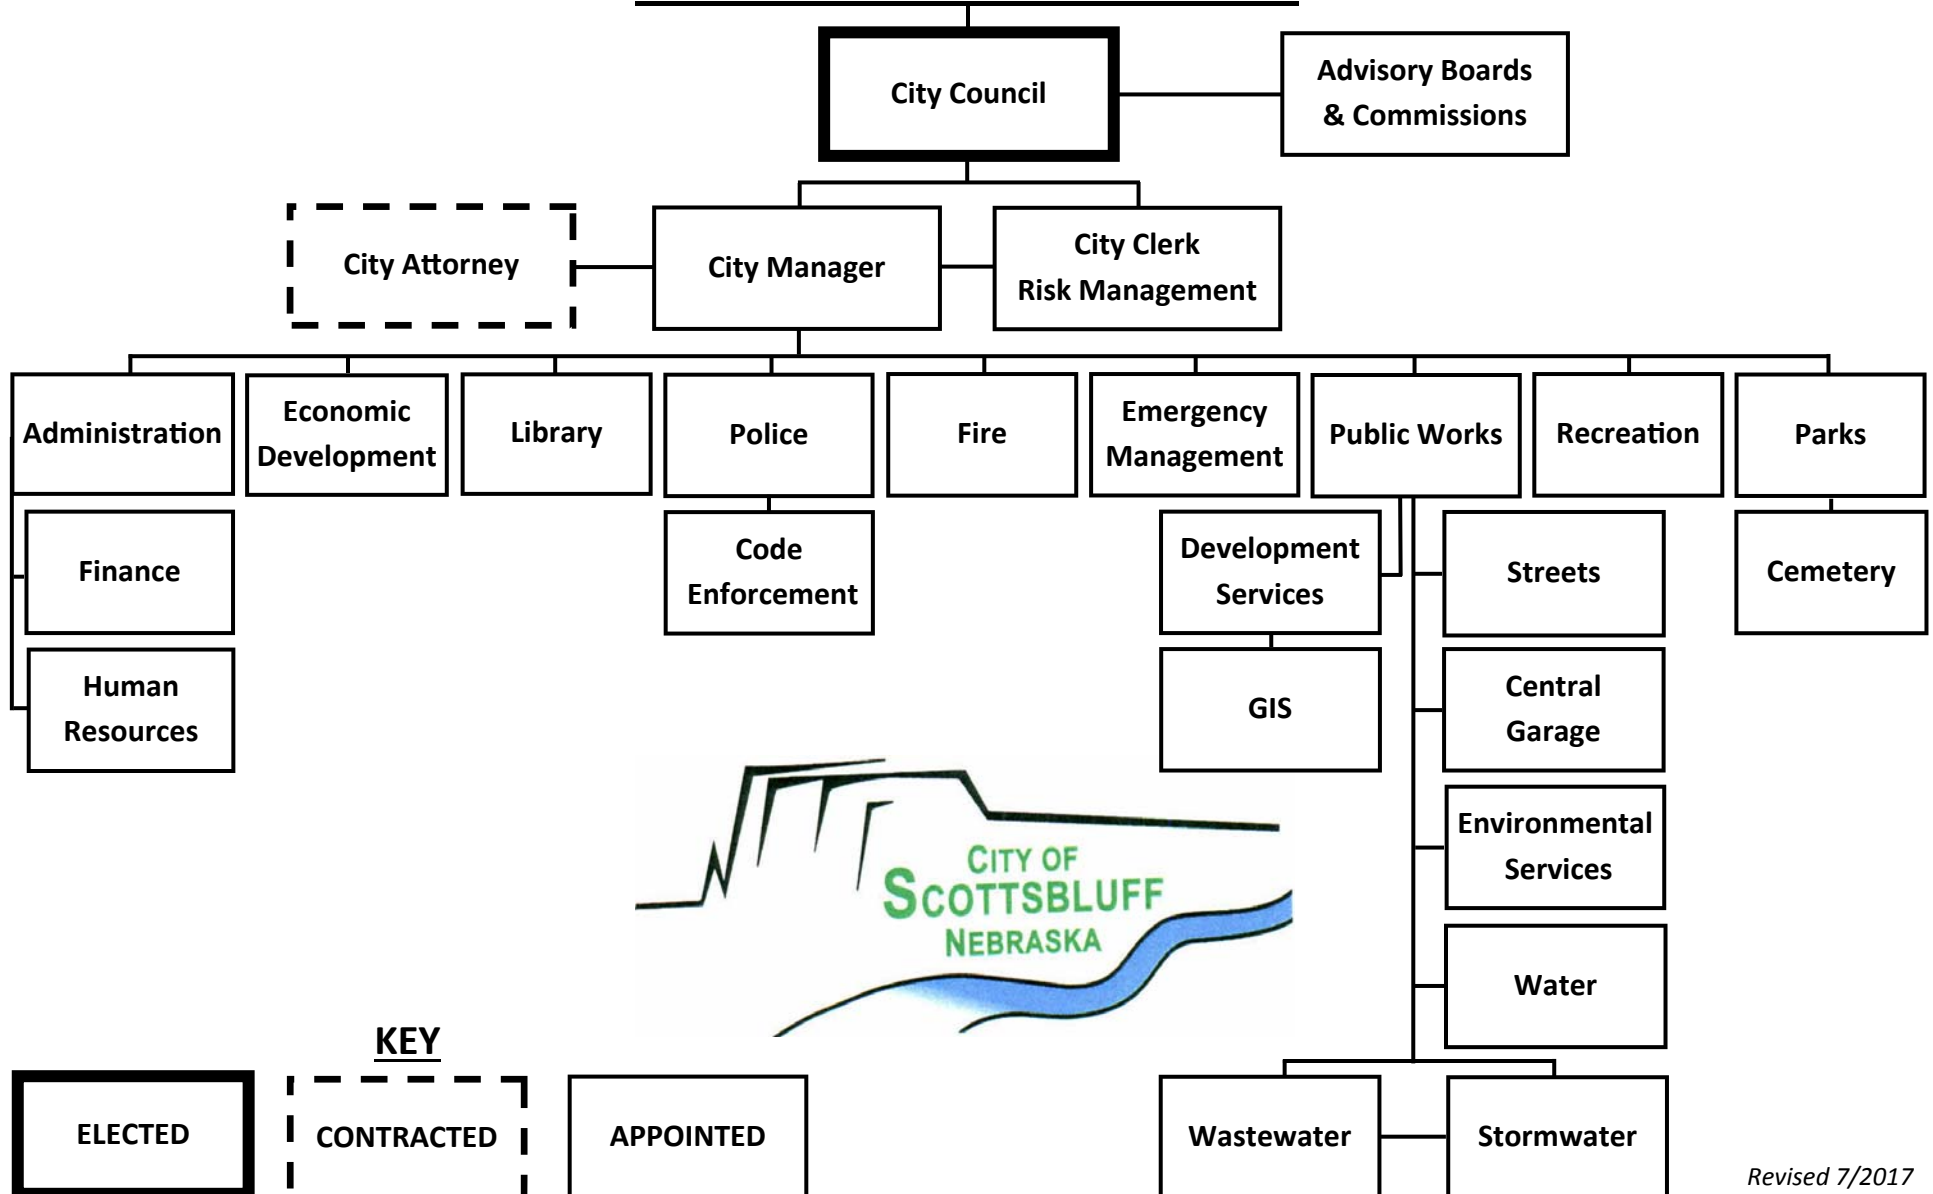 City Council
Advisory Boards
& Commissions
City Attorney
City Manager
City Clerk
Risk Management
Administration
Economic
Development
Library
Police
Fire
Emergency
Management
Public Works
Recreation
Parks
Finance
Code
Enforcement
Development
Services
Streets
Cemetery
Human
Resources
GIS
Central
Garage
Environmental
Services
CITY OF
SCOTTSBLUFF
NEBRASKA
Water
KEY
ELECTED
CONTRACTED
APPOINTED
Wastewater
Stormwater
Revised 7/2017